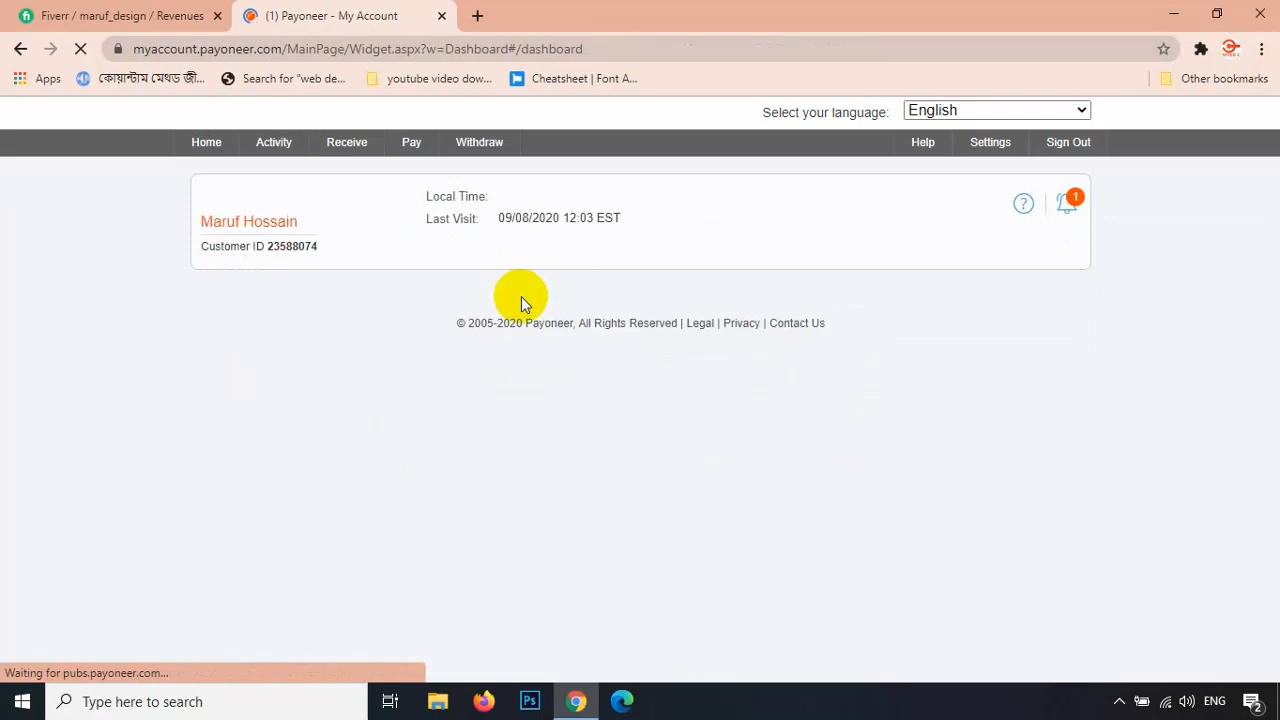 Fiverr / maruf_design / Revenues
(1) Payoneer - My Account
myaccount.payoneer.com/MainPage/Widget.aspx?w=Dashboard#/dashboard
Apps
কোয়ান্টাম মেথড জী...
Search for "web de...
youtube video dow...
Cheatsheet | Font A...
Other bookmarks
Select your language:
English
Home
Activity
Receive
Pay
Withdraw
Help
Settings
Sign Out
Local Time:
1
Maruf Hossain
Last Visit: 09/08/2020 12:03 EST
Customer ID 23588074
© 2005-2020 Payoneer, All Rights Reserved | Legal | Privacy | Contact Us
Waiting for pubs.payoneer.com...
Type here to search
Ps
ENG
2